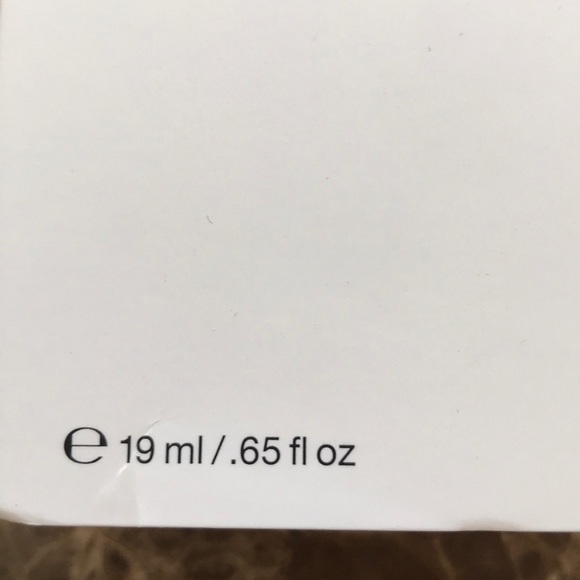 ℮ 19 ml / .65 fl oz